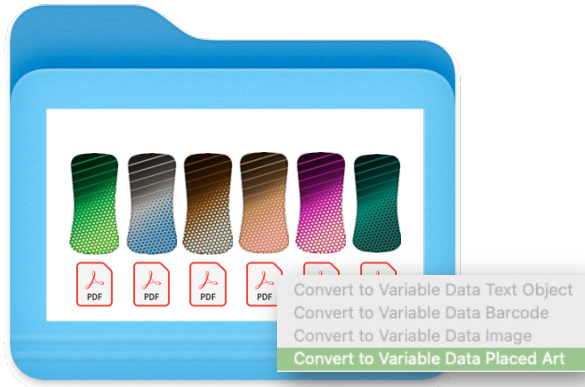 PDF PDF PDF PDF
Convert to Variable Data Text Object
Convert to Variable Data Barcode
Convert to Variable Data Image
Convert to Variable Data Placed Art